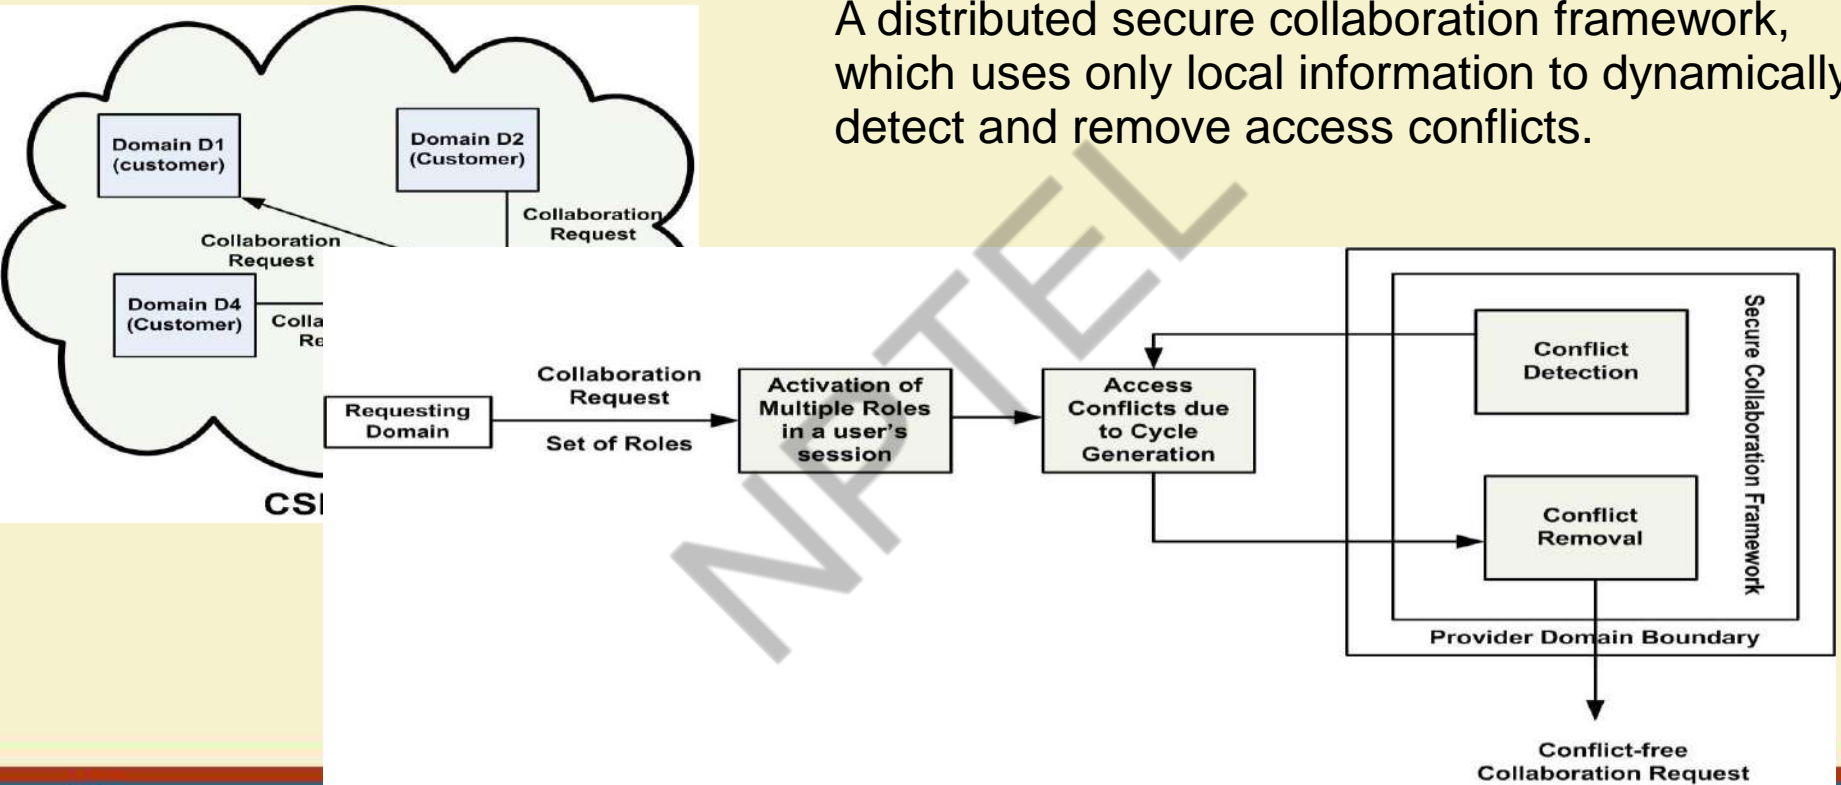 A distributed secure collaboration framework,
which uses only local information to dynamically
detect and remove access conflicts.
Domain D1
(customer)
Domain D2
(Customer)
Collaboration
Request
Collaboration
Request
Domain D4
(Customer)
Colla
Re
CSI
Requesting
Domain
Collaboration
Request
Set of Roles
Activation of
Multiple Roles
in a user's
session
Access
Conflicts due
to Cycle
Generation
Conflict
Detection
Conflict
Removal
Secure Collaboration Framework
Provider Domain Boundary
Conflict-free
Collaboration Request
NPTEL